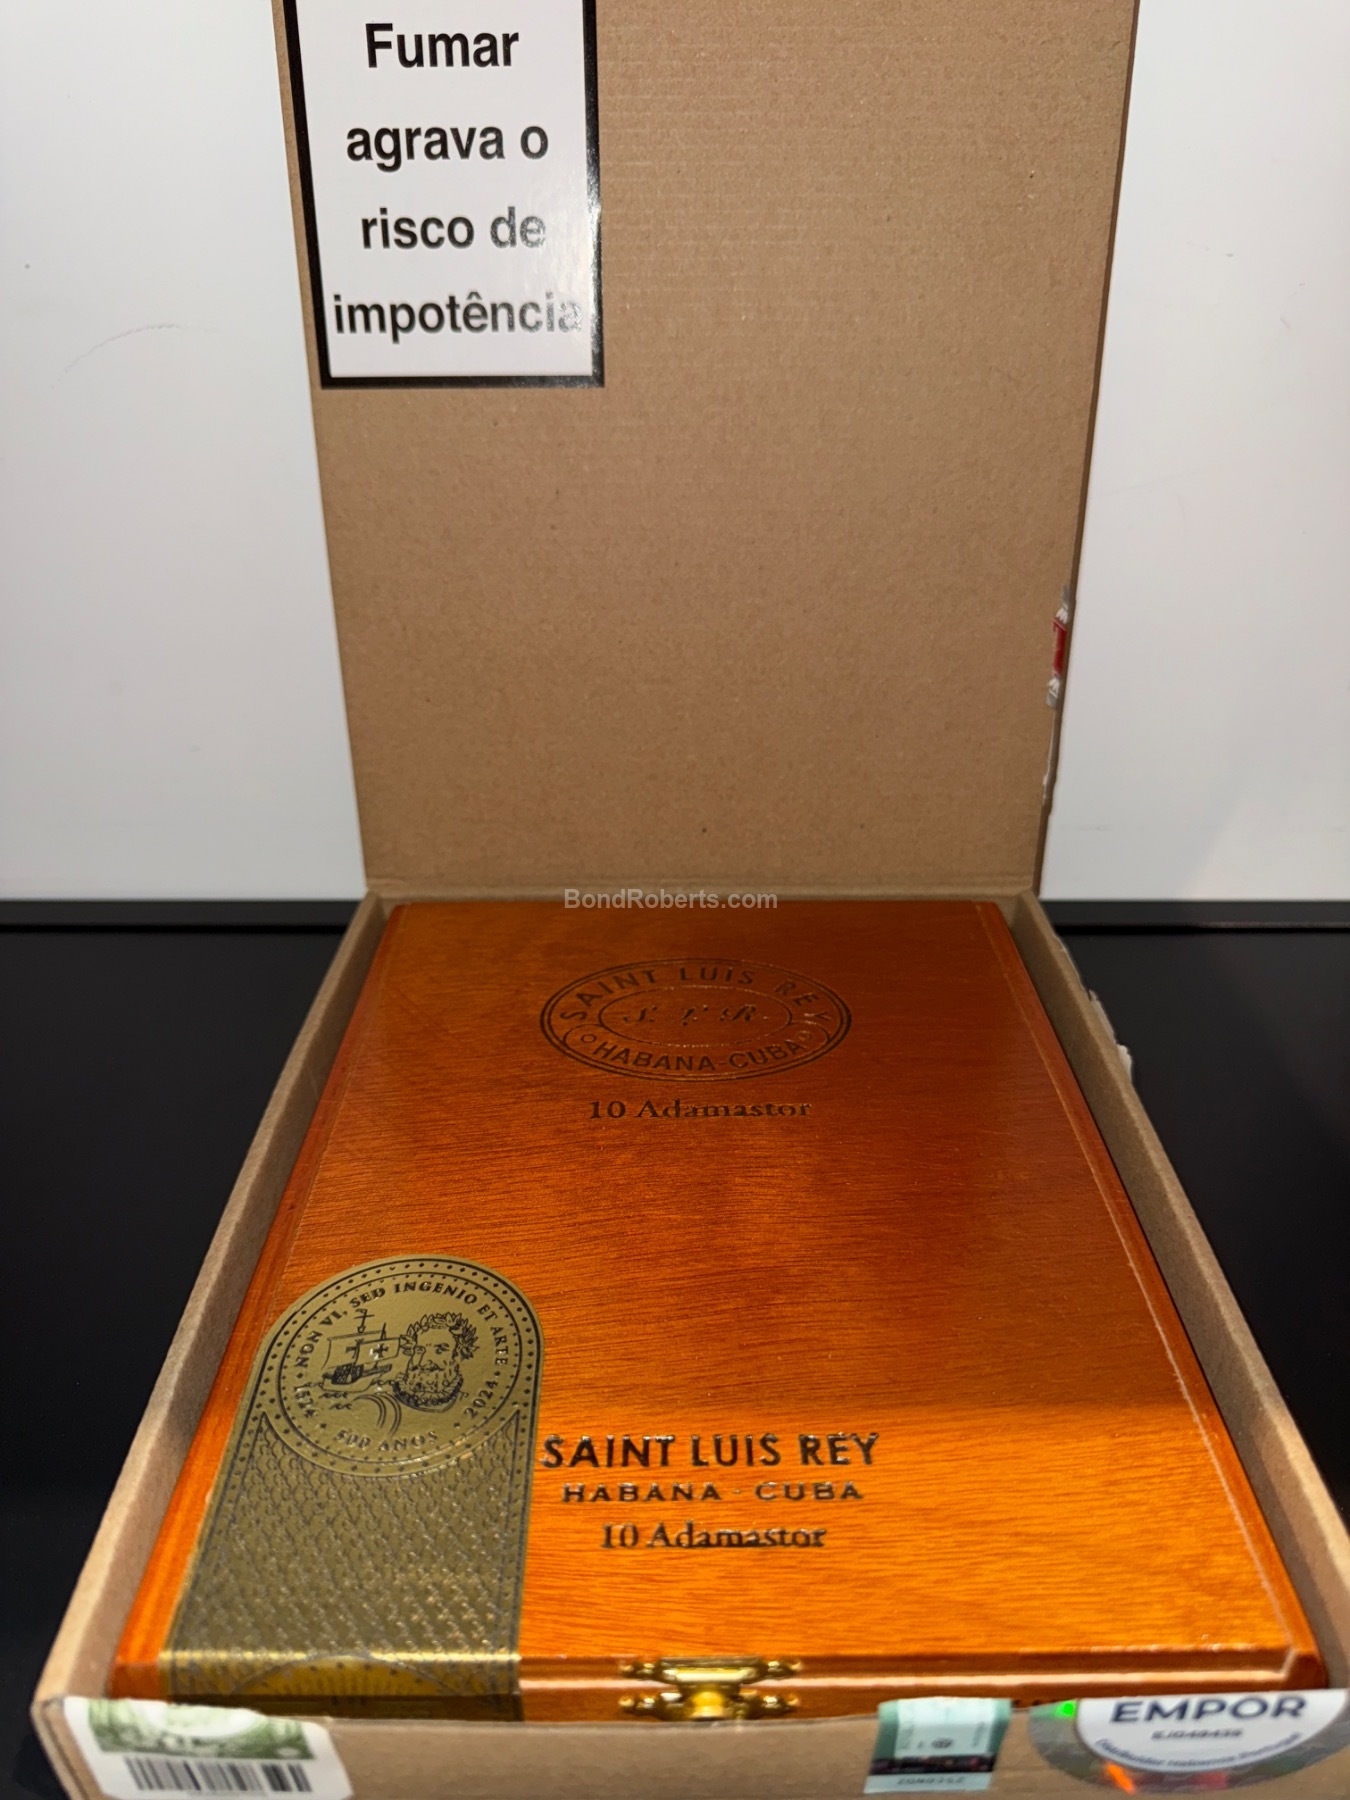 Fumar
agrava o
risco de
impotência
BondRoberts.com
SAINT LUIS REY
S. L. R.
HABANA-CUBA
10 Adamastor
NON VI, SED INGENIO ET ARTE
1524 · 500 ANOS · 2024
SAINT LUIS REY
HABANA · CUBA
10 Adamastor
EMPOR